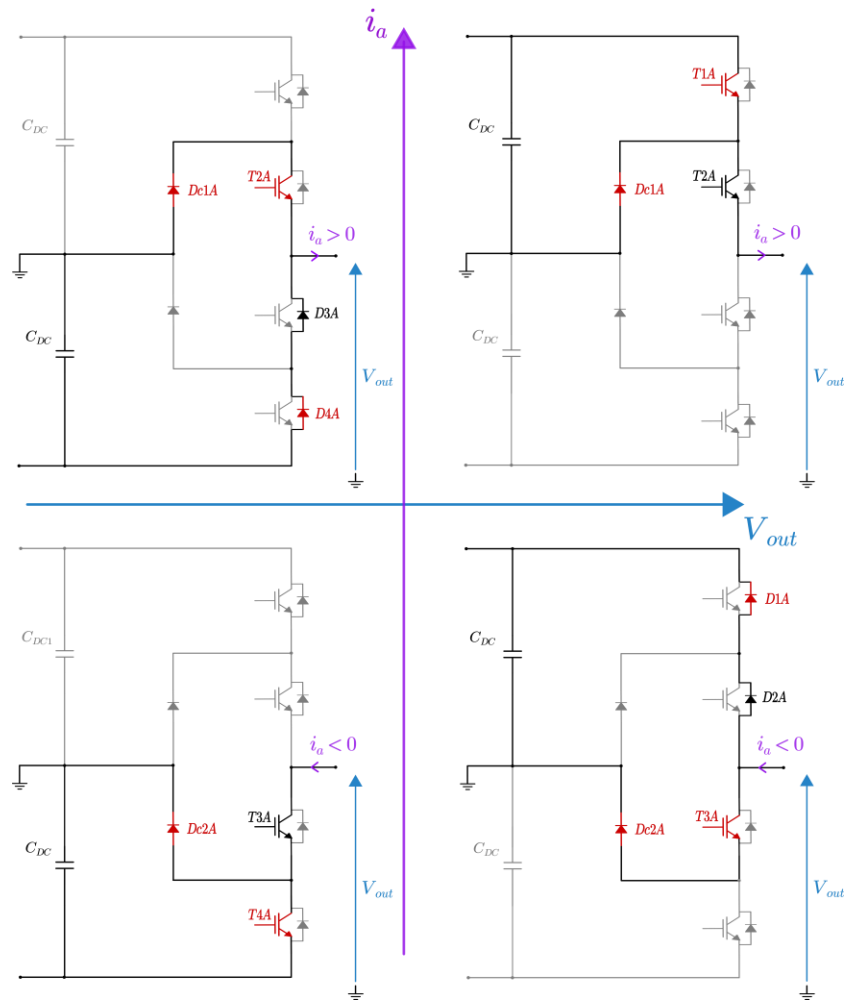 i_a
T1A
C_DC
C_DC
T2A
Dc1A
T2A
Dc1A
i_a > 0
i_a > 0
D3A
C_DC
C_DC
V_out
V_out
D4A
V_out
D1A
C_DC1
C_DC
D2A
i_a < 0
i_a < 0
T3A
Dc2A
T3A
Dc2A
C_DC
C_DC
V_out
V_out
T4A